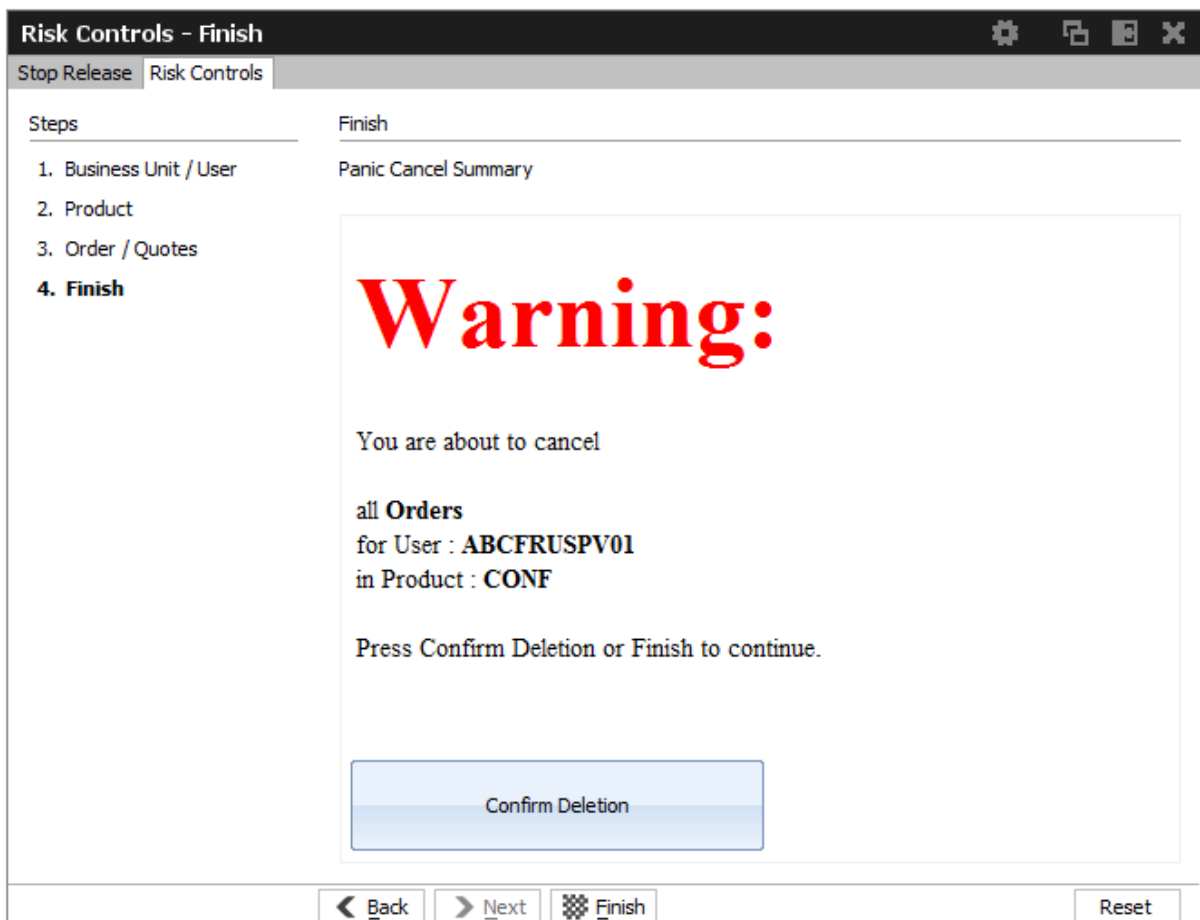 Risk Controls - Finish
Stop Release Risk Controls
Steps
1. Business Unit / User
2. Product
3. Order / Quotes
4. Finish
Finish
Panic Cancel Summary
Warning:
You are about to cancel
all Orders
for User : ABCFRUSPV01
in Product : CONF
Press Confirm Deletion or Finish to continue.
Confirm Deletion
Back Next Finish Reset